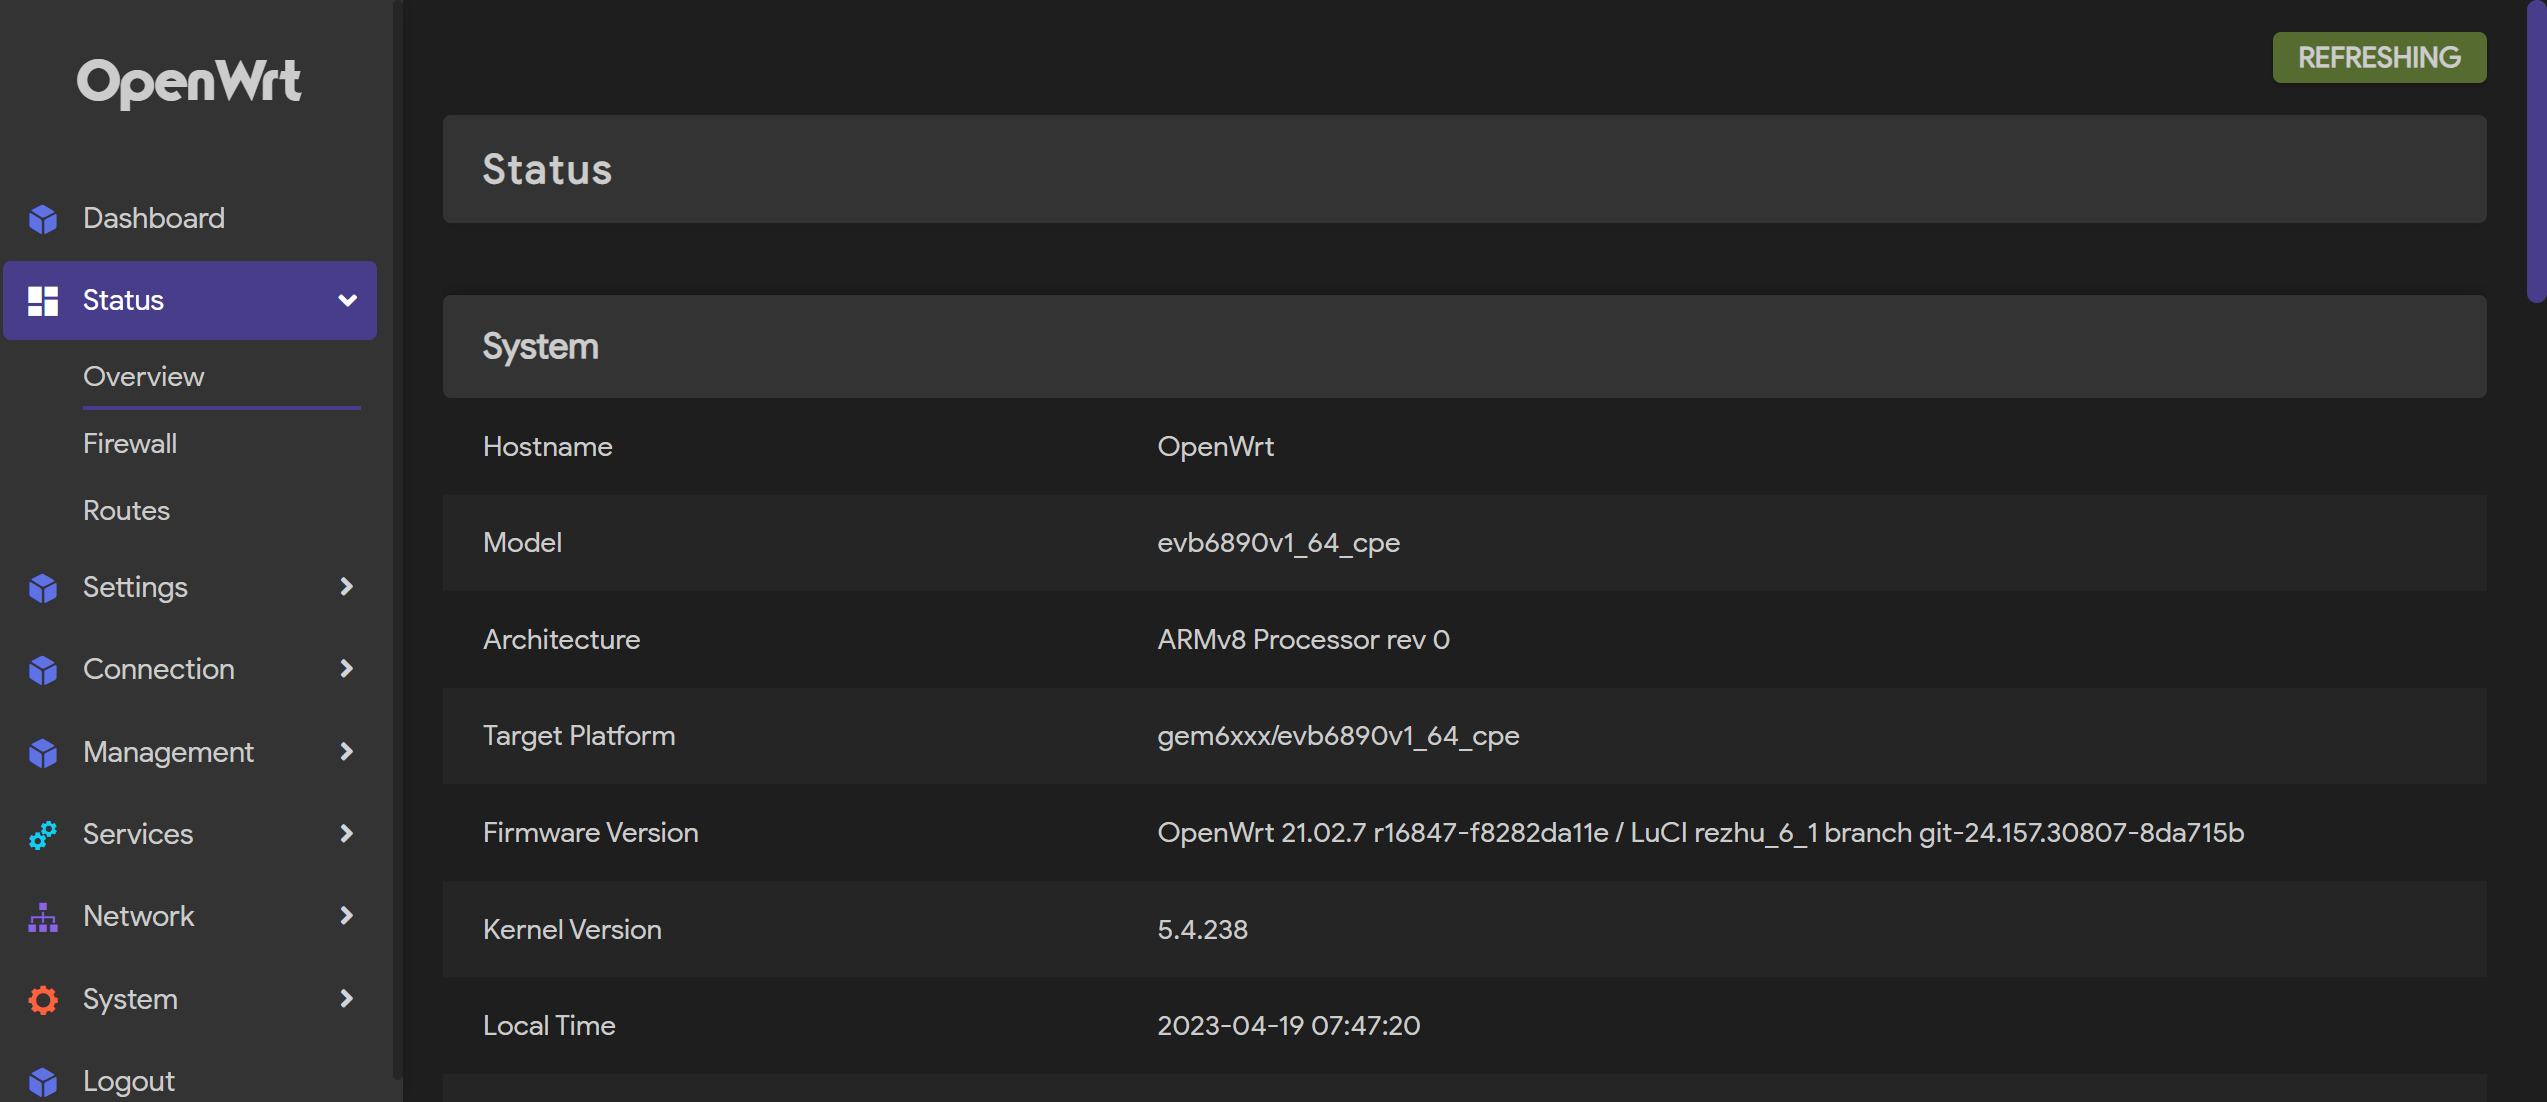 OpenWrt
Dashboard
Status
Overview
Firewall
Routes
Settings
Connection
Management
Services
Network
System
Logout
REFRESHING
Status
System
Hostname OpenWrt
Model evb6890v1_64_cpe
Architecture ARMv8 Processor rev 0
Target Platform gem6xxx/evb6890v1_64_cpe
Firmware Version OpenWrt 21.02.7 r16847-f8282da11e / LuCI rezhu_6_1 branch git-24.157.30807-8da715b
Kernel Version 5.4.238
Local Time 2023-04-19 07:47:20